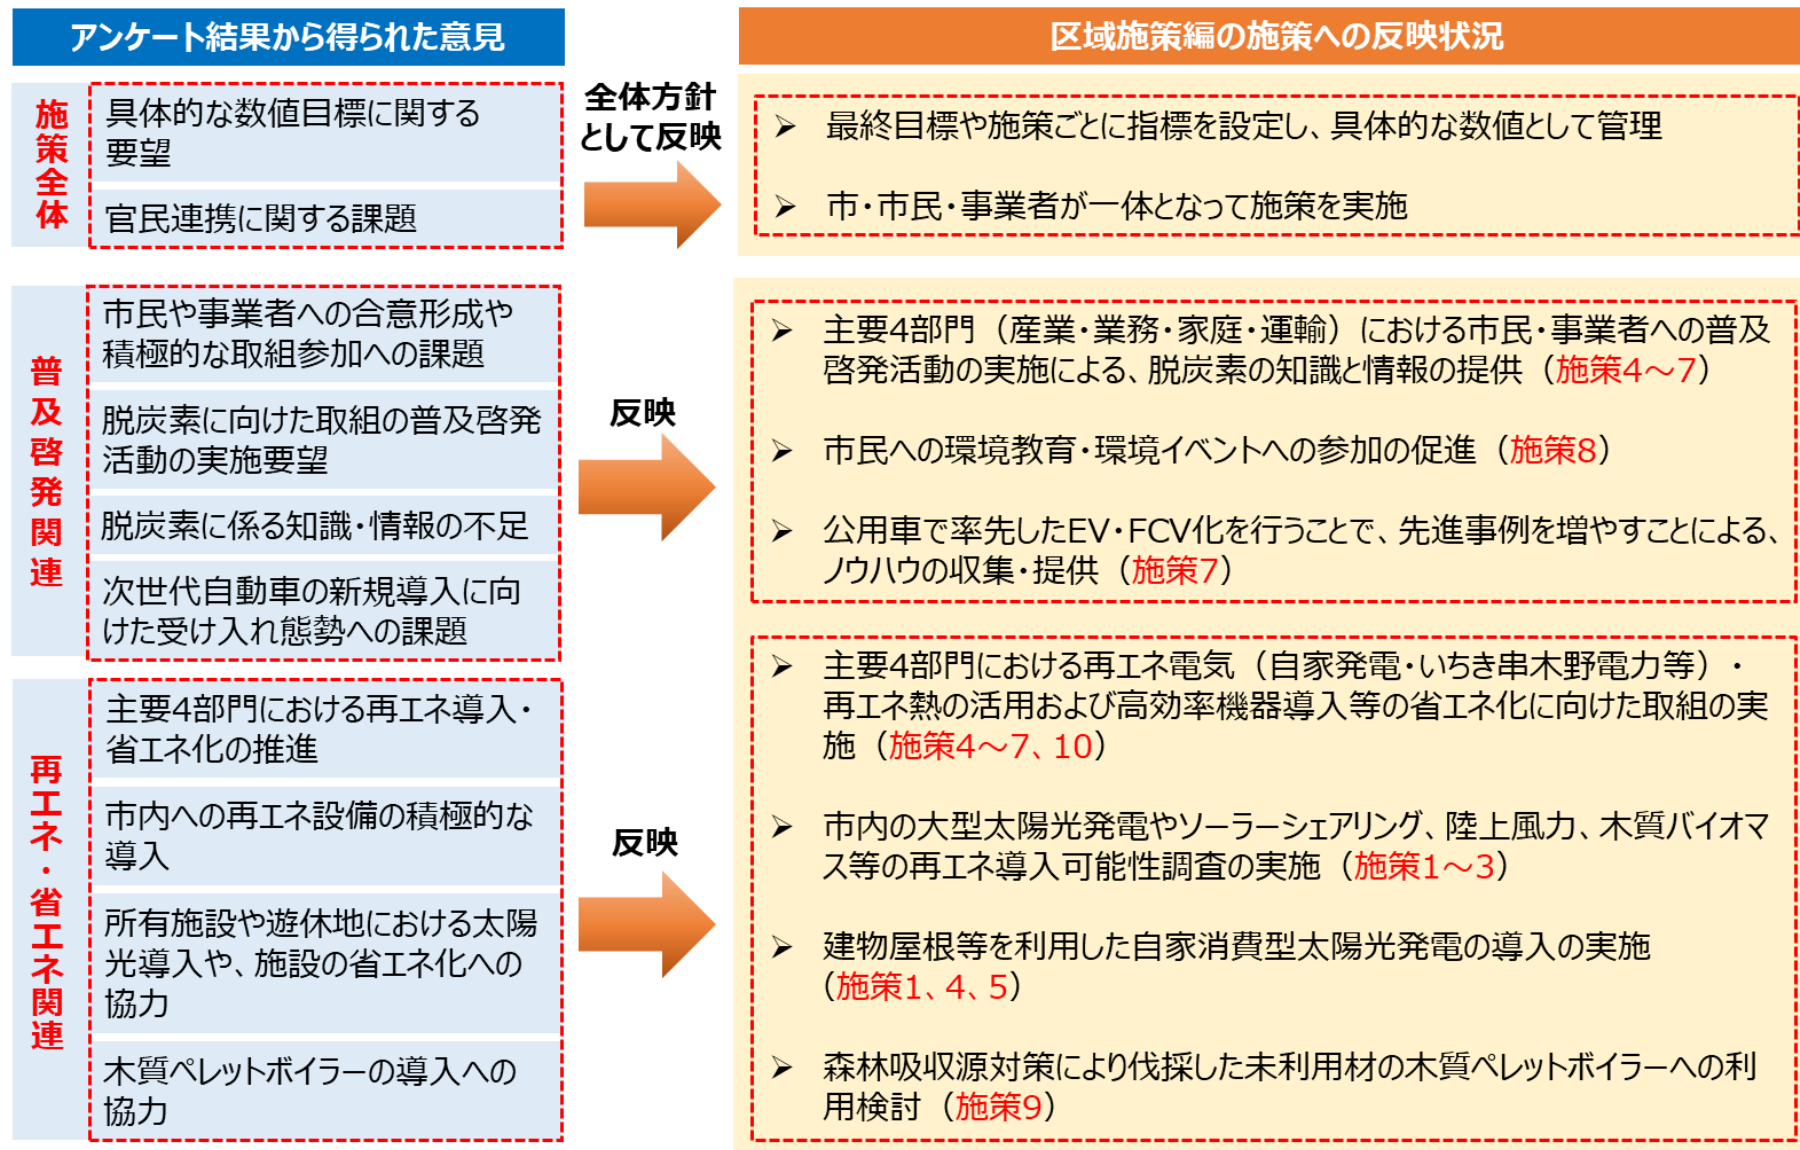 アンケート結果から得られた意見
区域施策編の施策への反映状況
施策全体
具体的な数値目標に関する
要望
官民連携に関する課題
全体方針
として反映
➢ 最終目標や施策ごとに指標を設定し、具体的な数値として管理
➢ 市・市民・事業者が一体となって施策を実施
普及啓発関連
市民や事業者への合意形成や
積極的な取組参加への課題
脱炭素に向けた取組の普及啓発
活動の実施要望
脱炭素に係る知識・情報の不足
次世代自動車の新規導入に向
けた受け入れ態勢への課題
反映
➢ 主要4部門（産業・業務・家庭・運輸）における市民・事業者への普及
啓発活動の実施による、脱炭素の知識と情報の提供（施策4～7）
➢ 市民への環境教育・環境イベントへの参加の促進（施策8）
➢ 公用車で率先したEV・FCV化を行うことで、先進事例を増やすことによる、
ノウハウの収集・提供（施策7）
再エネ・省エネ関連
主要4部門における再エネ導入・
省エネ化の推進
市内への再エネ設備の積極的な
導入
所有施設や遊休地における太陽
光導入や、施設の省エネ化への
協力
木質ペレットボイラーの導入への
協力
反映
➢ 主要4部門における再エネ電気（自家発電・いちき串木野電力等）・
再エネ熱の活用および高効率機器導入等の省エネ化に向けた取組の実
施（施策4～7、10）
➢ 市内の大型太陽光発電やソーラーシェアリング、陸上風力、木質バイオマ
ス等の再エネ導入可能性調査の実施（施策1～3）
➢ 建物屋根等を利用した自家消費型太陽光発電の導入の実施
（施策1、4、5）
➢ 森林吸収源対策により伐採した未利用材の木質ペレットボイラーへの利
用検討（施策9）